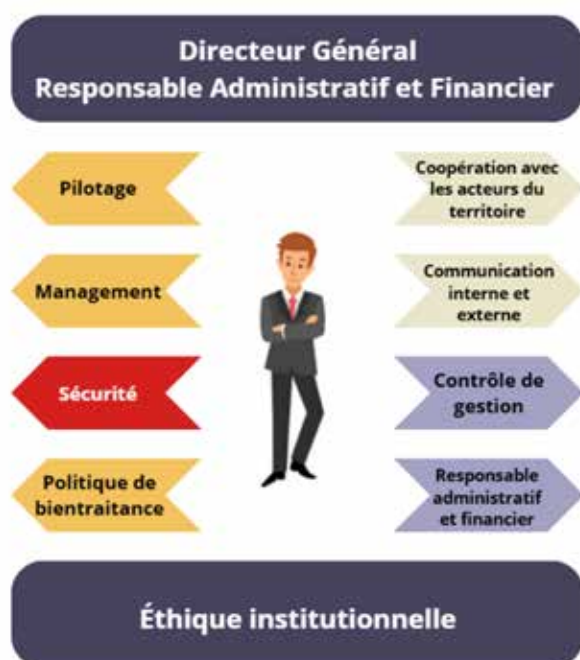 Directeur Général
Responsable Administratif et Financier
Pilotage
Coopération avec
les acteurs du
territoire
Management
Communication
interne et
externe
Sécurité
Contrôle de
gestion
Politique de
bientraitance
Responsable
administratif
et financier
Éthique institutionnelle